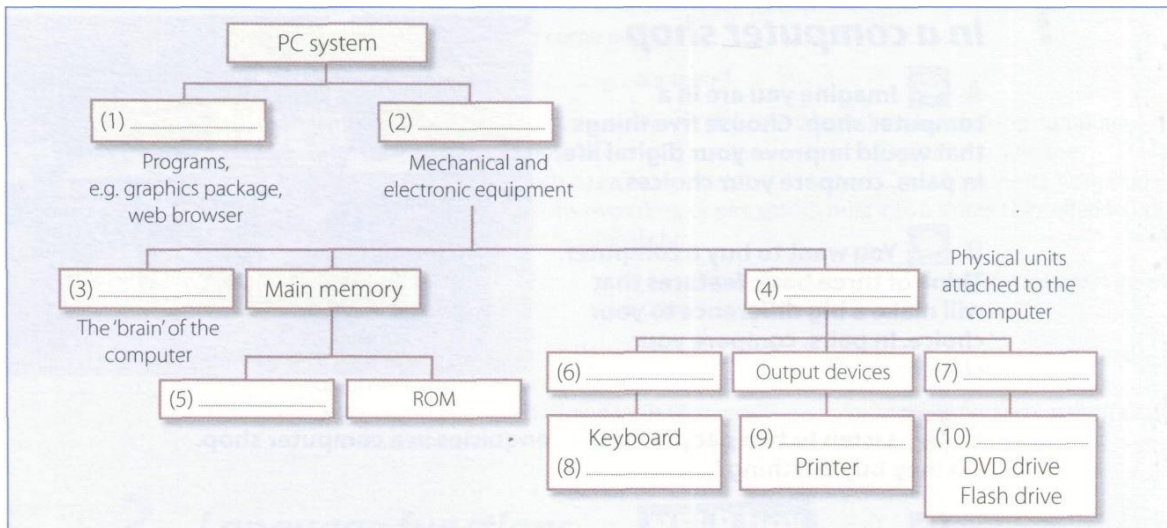 PC system
(1)
(2)
Programs,
e.g. graphics package,
web browser
Mechanical and
electronic equipment
(3)
Main memory
(4)
Physical units
attached to the
computer
The 'brain' of the
computer
(5)
ROM
(6)
Output devices
(7)
Keyboard
(8)
(9)
Printer
(10)
DVD drive
Flash drive
in a computer shop
Imagine you are in a
computer shop. Choose five things
that would improve your digital life.
In pairs, compare your choices.
You want to buy a computer.
of three
features that
make a big difference to your
choice. In pairs, compare your
a computer shop.